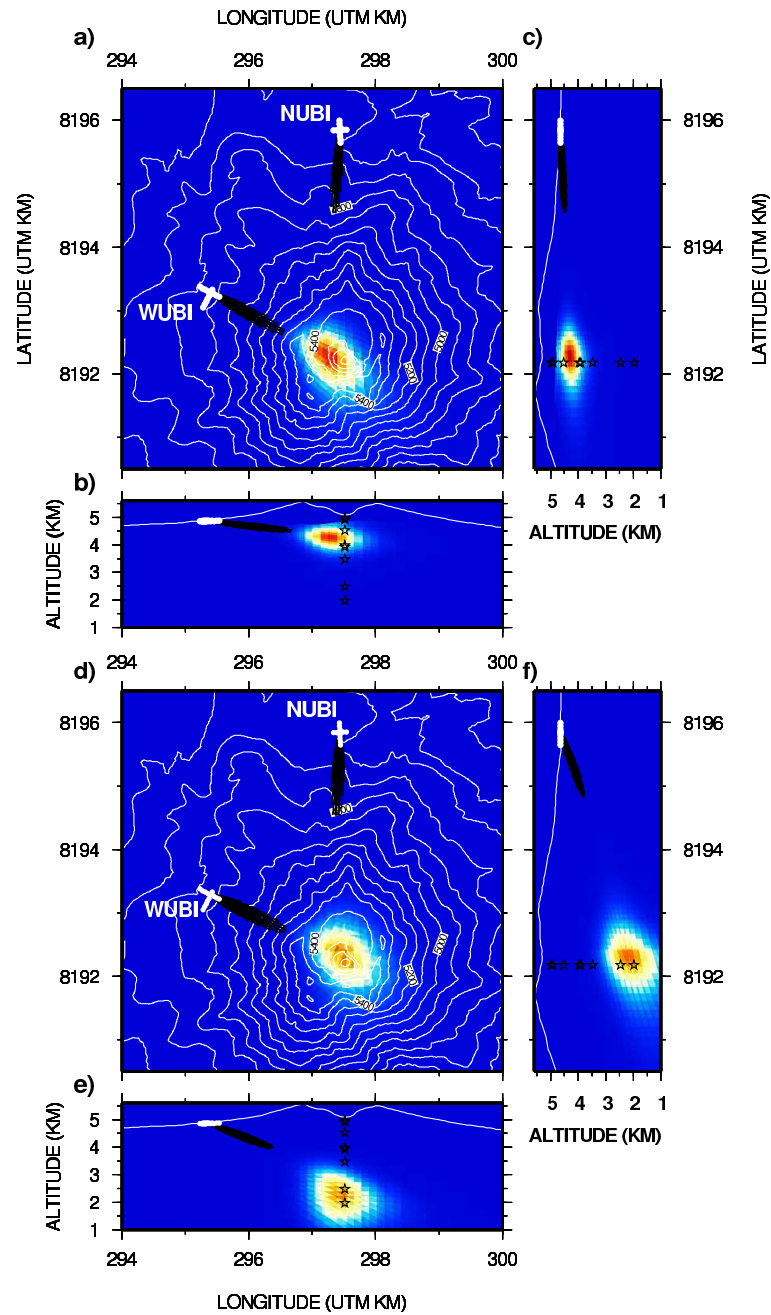 LONGITUDE (UTM KM)
a)
c)
294 296 298 300
8196 8196
NUBI
8194 8194
WUBI
8192 8192
LATITUDE (UTM KM)
LATITUDE (UTM KM)
5200
5400
5000
5200
5400
b)
5 4 3 2 1
ALTITUDE (KM)
5
4
3
2
1
ALTITUDE (KM)
294 296 298 300
d)
f)
NUBI
8196 8196
8194 8194
WUBI
8192 8192
5400
5000
5200
5400
e)
5 4 3 2 1
ALTITUDE (KM)
5
4
3
2
1
ALTITUDE (KM)
294 296 298 300
LONGITUDE (UTM KM)